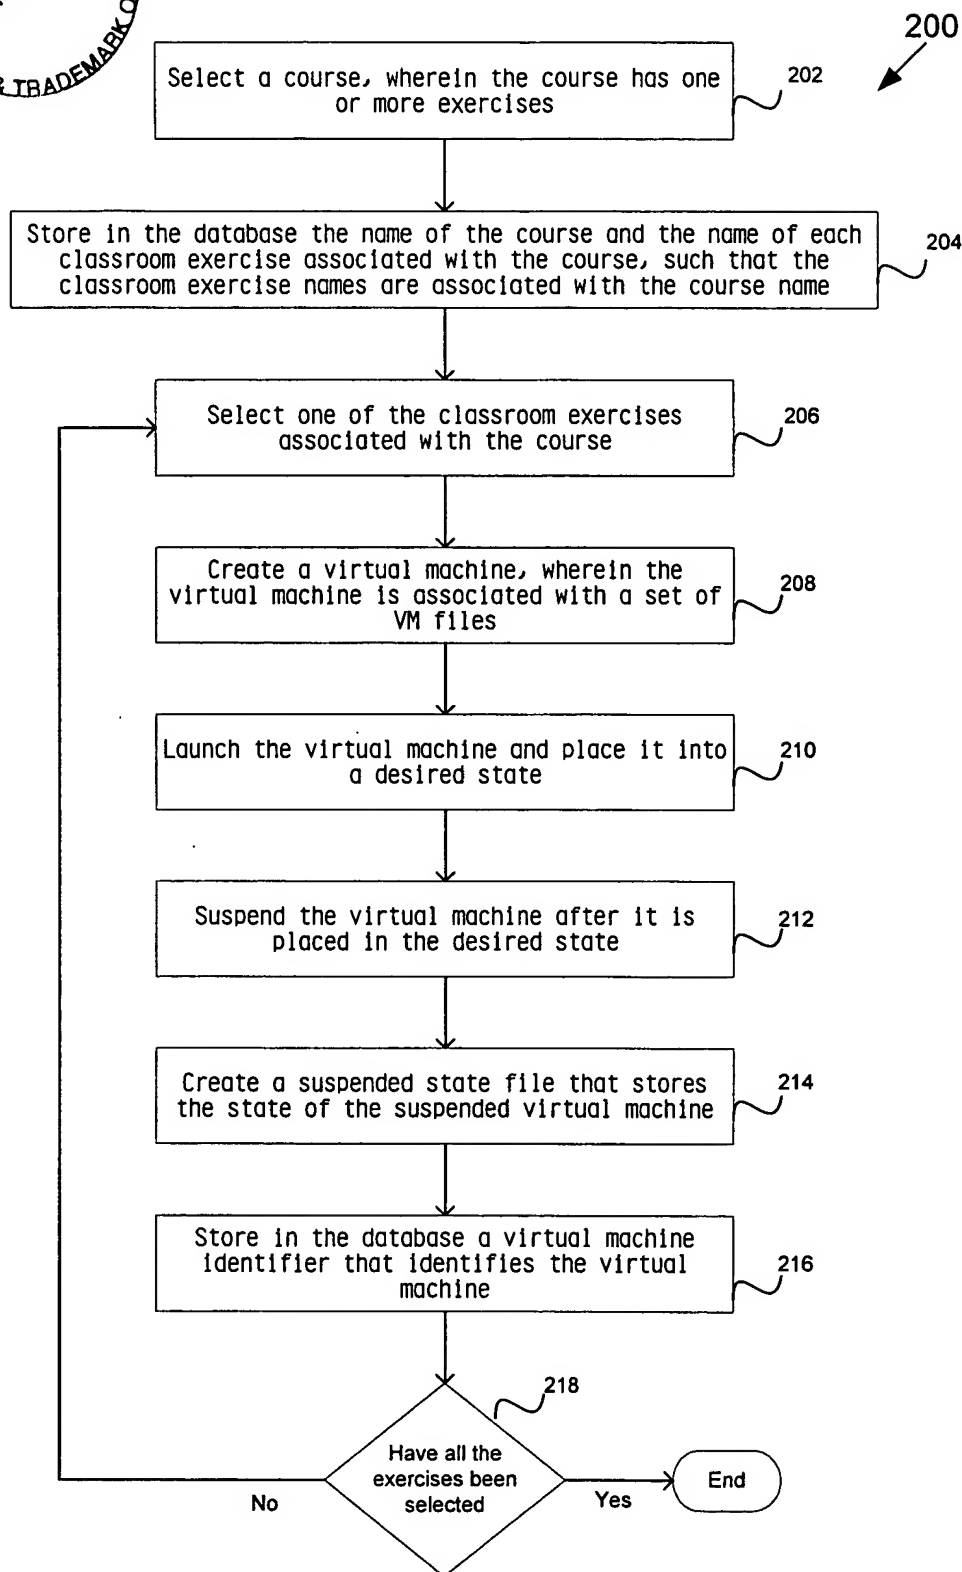 & TRADEMARK O
200
Select a course, wherein the course has one
or more exercises
202
Store in the database the name of the course and the name of each
classroom exercise associated with the course, such that the
classroom exercise names are associated with the course name
204
Select one of the classroom exercises
associated with the course
206
Create a virtual machine, wherein the
virtual machine is associated with a set of
VM files
208
Launch the virtual machine and place it into
a desired state
210
Suspend the virtual machine after it is
placed in the desired state
212
Create a suspended state file that stores
the state of the suspended virtual machine
214
Store in the database a virtual machine
identifier that identifies the virtual
machine
216
218
Have all the
exercises been
selected
No
Yes
End